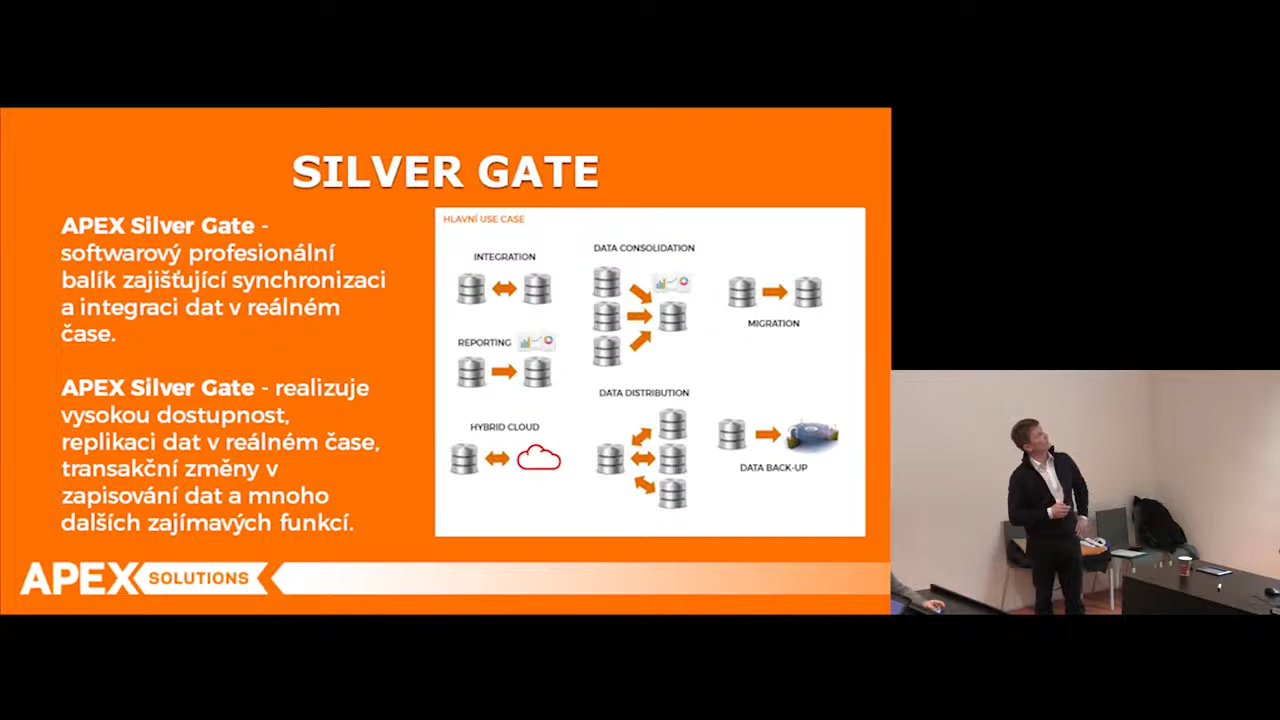 SILVER GATE
APEX Silver Gate -
softwarový profesionální
balík zajišťující synchronizaci
a integraci dat v reálném
čase.
APEX Silver Gate - realizuje
vysokou dostupnost,
replikaci dat v reálném čase,
transakční změny v
zapisování dat a mnoho
dalších zajímavých funkcí.
HLAVNÍ USE CASE
INTEGRATION
DATA CONSOLIDATION
MIGRATION
REPORTING
DATA DISTRIBUTION
HYBRID CLOUD
DATA BACK-UP
APEX SOLUTIONS